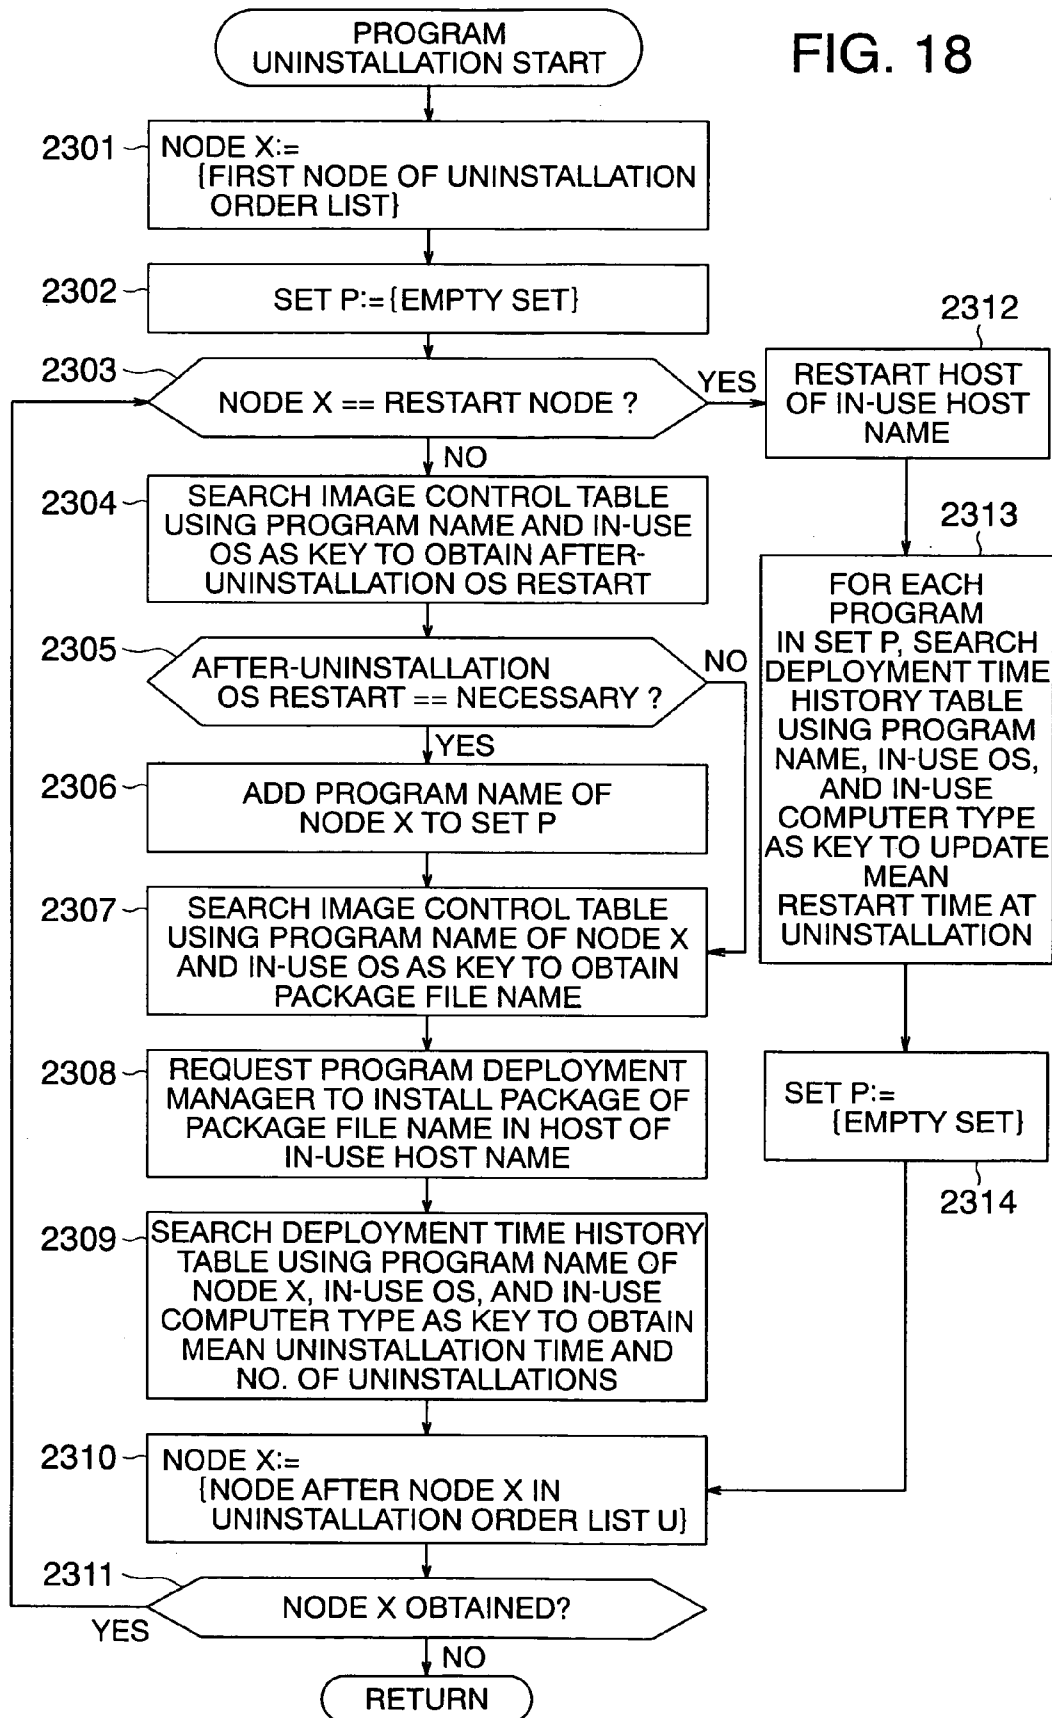 PROGRAM
UNINSTALLATION START
FIG. 18
2301
NODE X:=
{FIRST NODE OF UNINSTALLATION
ORDER LIST}
2302
SET P:= {EMPTY SET}
2303
NODE X == RESTART NODE ?
YES
NO
2312
RESTART HOST
OF IN-USE HOST
NAME
2304
SEARCH IMAGE CONTROL TABLE
USING PROGRAM NAME AND IN-USE
OS AS KEY TO OBTAIN AFTER-
UNINSTALLATION OS RESTART
2313
FOR EACH
PROGRAM
IN SET P, SEARCH
DEPLOYMENT TIME
HISTORY TABLE
USING PROGRAM
NAME, IN-USE OS,
AND IN-USE
COMPUTER TYPE
AS KEY TO UPDATE
MEAN
RESTART TIME AT
UNINSTALLATION
2305
AFTER-UNINSTALLATION
OS RESTART == NECESSARY ?
NO
YES
2306
ADD PROGRAM NAME OF
NODE X TO SET P
2307
SEARCH IMAGE CONTROL TABLE
USING PROGRAM NAME OF NODE X
AND IN-USE OS AS KEY TO OBTAIN
PACKAGE FILE NAME
2308
REQUEST PROGRAM DEPLOYMENT
MANAGER TO INSTALL PACKAGE OF
PACKAGE FILE NAME IN HOST OF
IN-USE HOST NAME
SET P:=
{EMPTY SET}
2314
2309
SEARCH DEPLOYMENT TIME HISTORY
TABLE USING PROGRAM NAME OF
NODE X, IN-USE OS, AND IN-USE
COMPUTER TYPE AS KEY TO OBTAIN
MEAN UNINSTALLATION TIME AND
NO. OF UNINSTALLATIONS
2310
NODE X:=
{NODE AFTER NODE X IN
UNINSTALLATION ORDER LIST U}
2311
NODE X OBTAINED?
YES
NO
RETURN